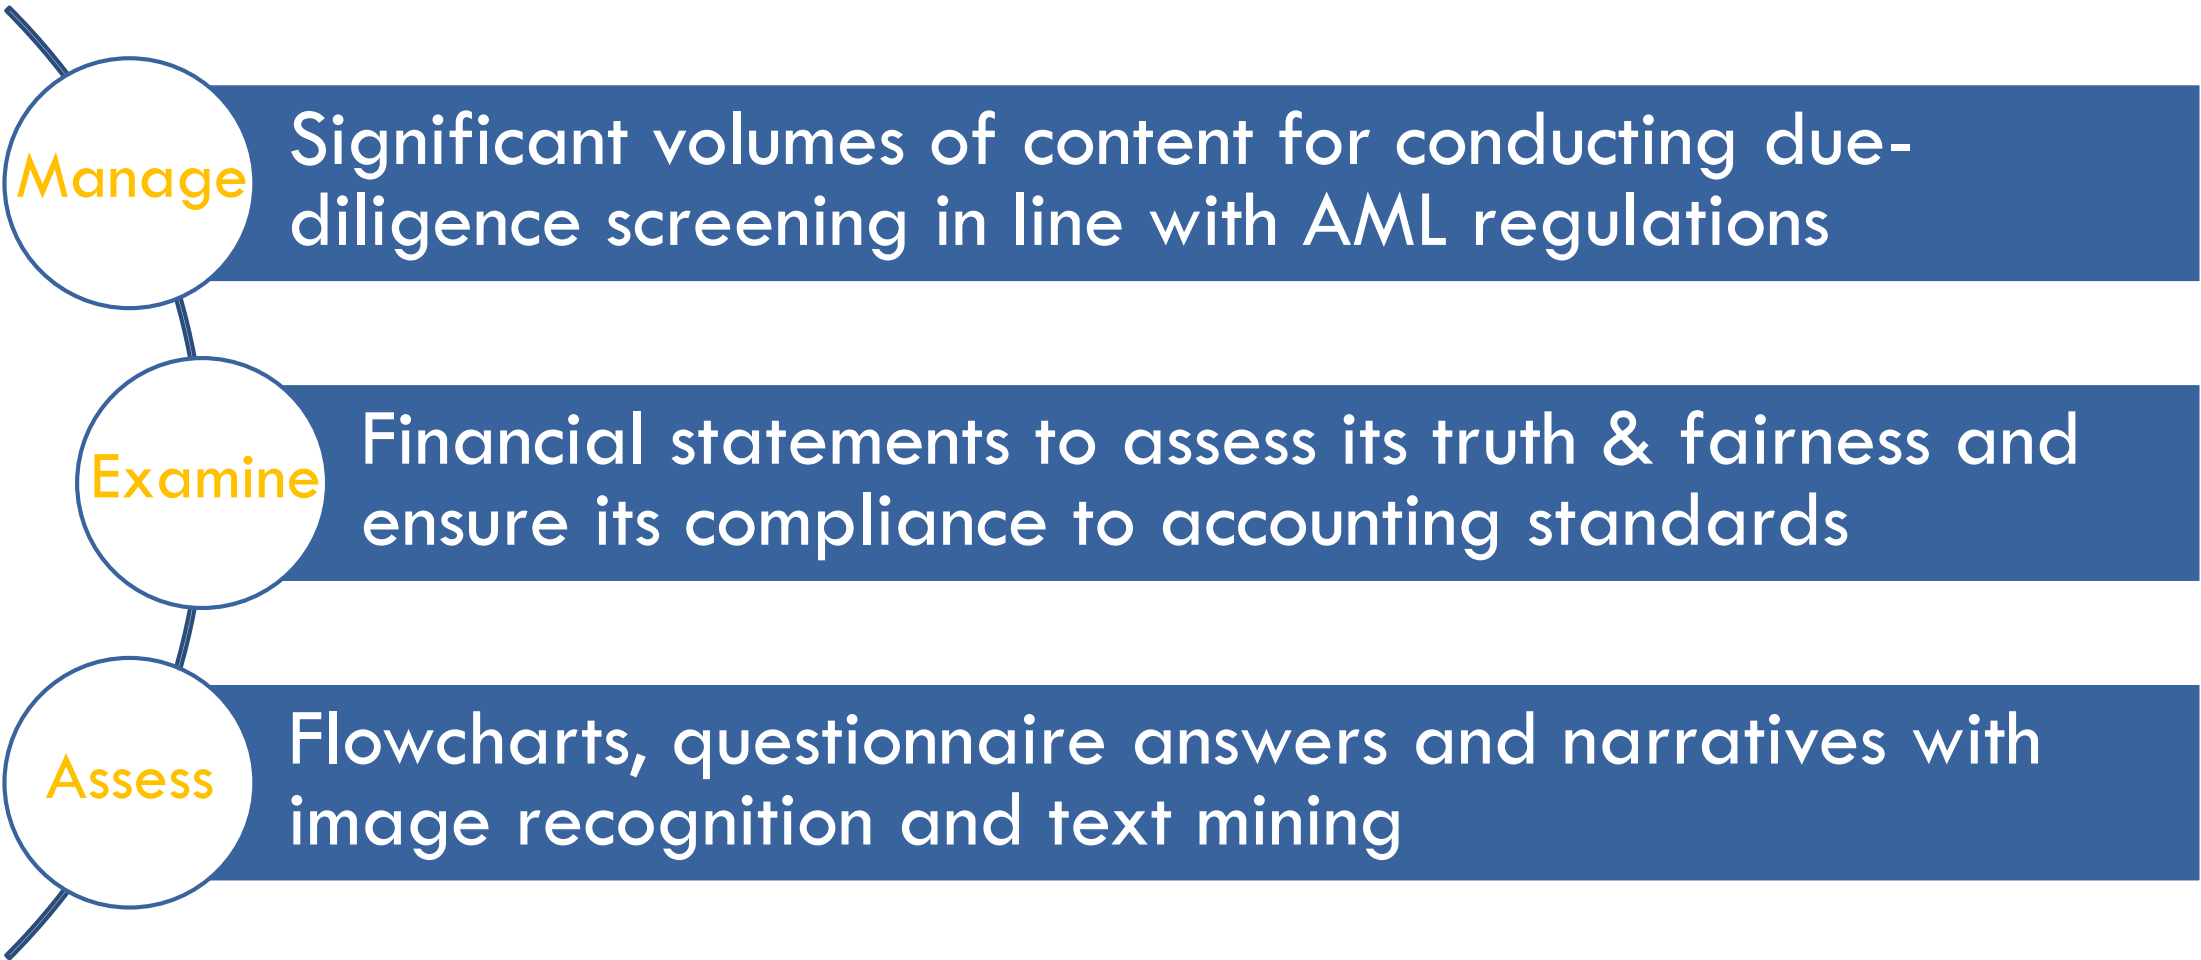 Manage
Significant volumes of content for conducting due-
diligence screening in line with AML regulations
Examine
Financial statements to assess its truth & fairness and
ensure its compliance to accounting standards
Assess
Flowcharts, questionnaire answers and narratives with
image recognition and text mining